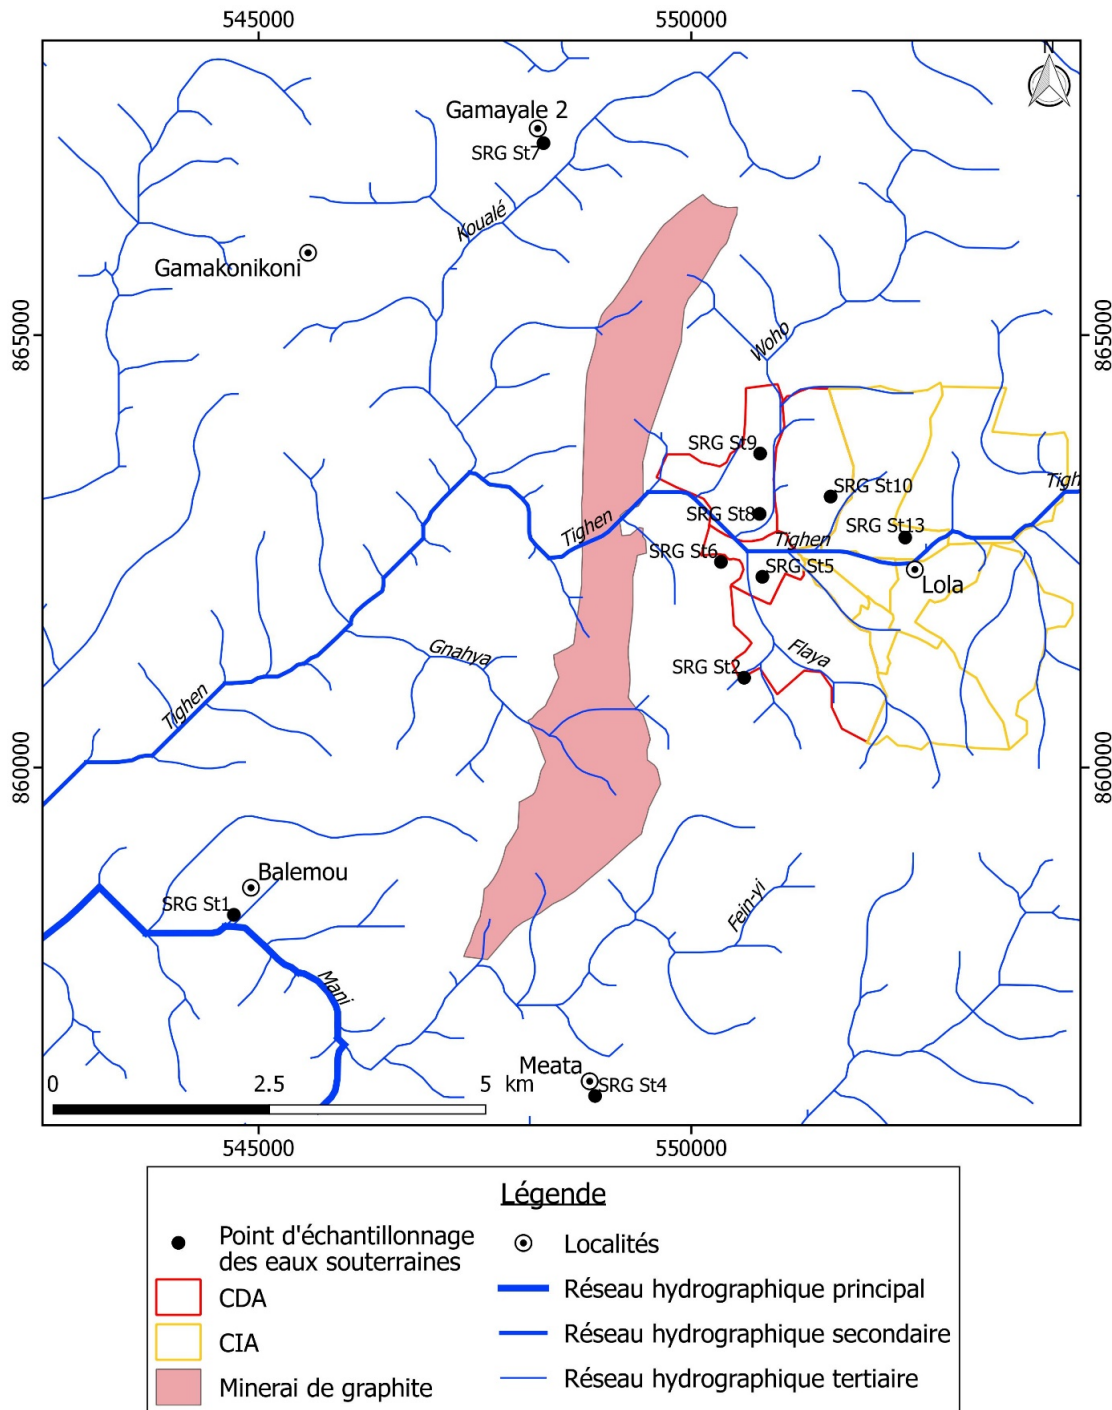 545000
550000
N
Gamayale 2
SRG St7
Koualé
Gamakonikoni
865000
865000
Woho
SRG St9
SRG St10
Tigh
SRG St8
SRG St13
Tighen
Tighen
SRG St6
SRG St5
Lola
Gnahya
Flaya
SRG St2
Tighen
860000
860000
Balemou
SRG St1
Fein-yi
Mani
Meata
SRG St4
0 2.5 5 km
545000
550000
Légende
Point d'échantillonnage
des eaux souterraines
CDA
CIA
Minerai de graphite
Localités
Réseau hydrographique principal
Réseau hydrographique secondaire
Réseau hydrographique tertiaire